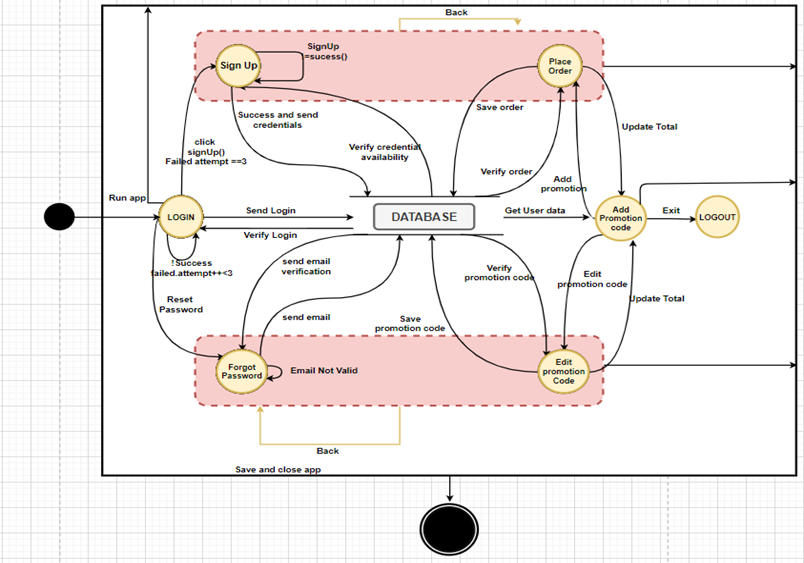 Back
SignUp
=sucess()
Sign Up
Place
Order
Success and send
credentials
Save order
Update Total
click
signUp()
Failed attempt ==3
Verify credential
availability
Verify order
Add
promotion
Run app
LOGIN
Send Login
DATABASE
Get User data
Add
Promotion
code
Exit
LOGOUT
Verify Login
!Success
failed.attempt++<3
send email
verification
Verify
promotion code
Edit
promotion code
Reset
Password
Update Total
send email
Save
promotion code
Forgot
Password
Email Not Valid
Edit
promotion
Code
Back
Save and close app